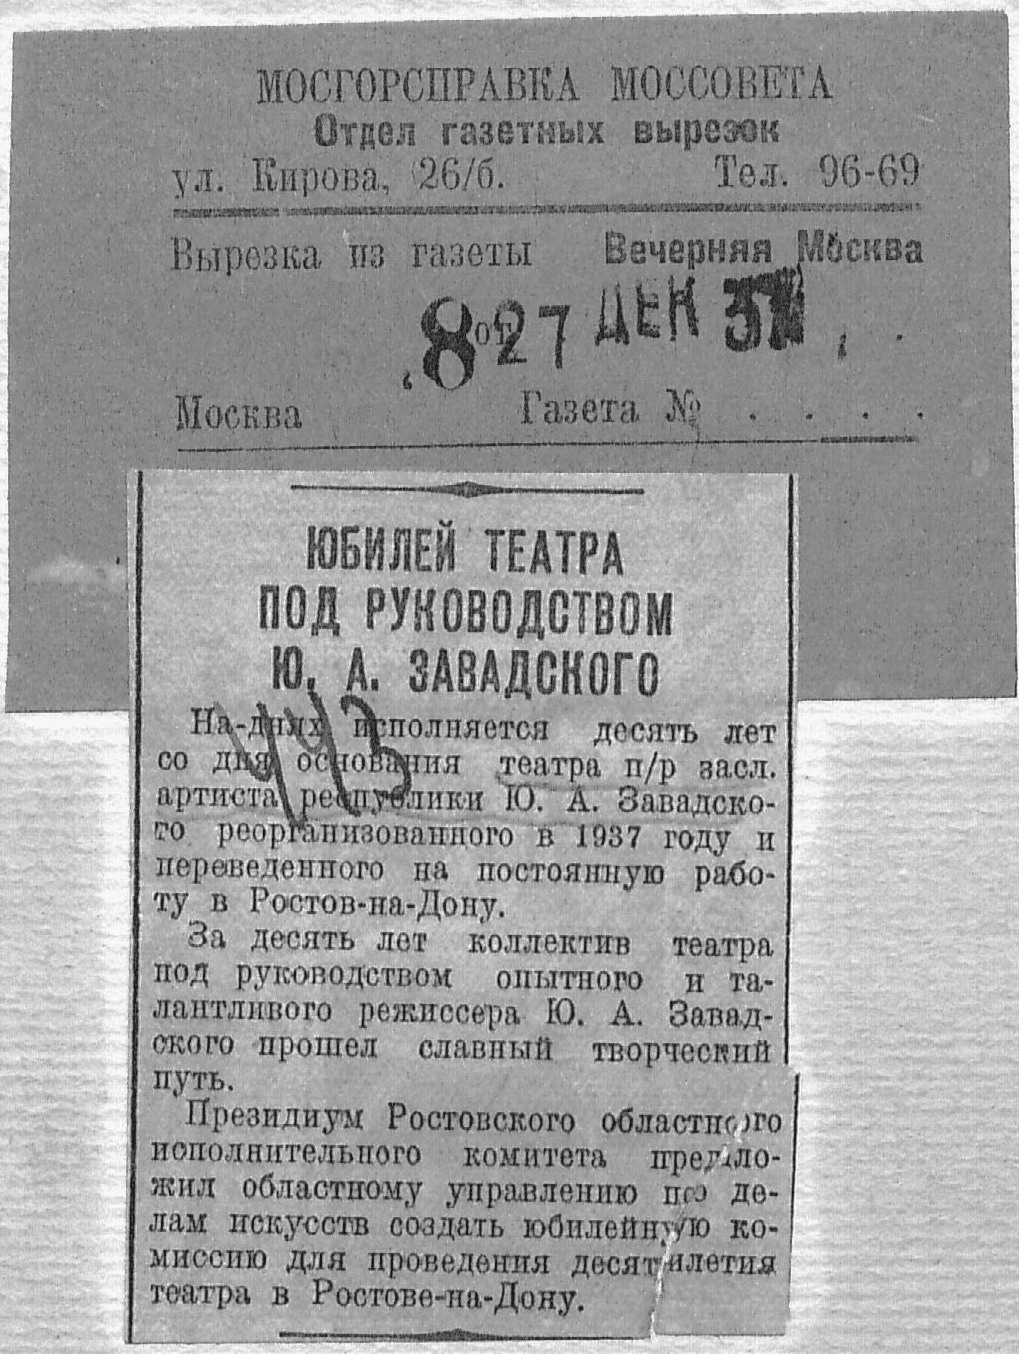 МОСГОРСПРАВКА МОССОВЕТА
Отдел газетных вырезок
ул. Кирова, 26/б. Тел. 96-69
Вырезка из газеты Вечерняя Москва
8 от 27 ДЕК 37
Москва Газета № . . . .
ЮБИЛЕЙ ТЕАТРА
ПОД РУКОВОДСТВОМ
Ю. А. ЗАВАДСКОГО
443
На-днях исполняется десять лет
со дня основания театра п/р засл.
артиста республики Ю. А. Завадско-
го реорганизованного в 1937 году и
переведенного на постоянную рабо-
ту в Ростов-на-Дону.
За десять лет коллектив театра
под руководством опытного и та-
лантливого режиссера Ю. А. Завад-
ского прошел славный творческий
путь.
Президиум Ростовского областного
исполнительного комитета предло-
жил областному управлению по де-
лам искусств создать юбилейную ко-
миссию для проведения десятилетия
театра в Ростове-на-Дону.